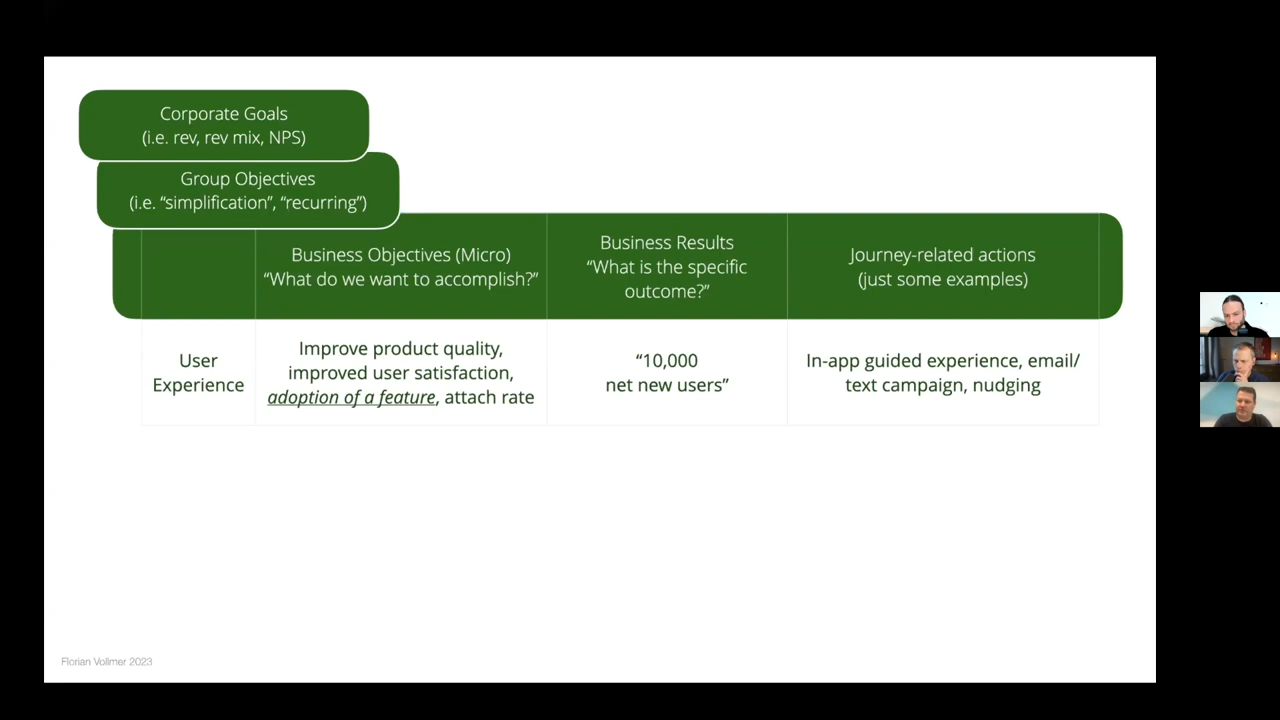 Corporate Goals
(i.e. rev, rev mix, NPS)
Group Objectives
(i.e. “simplification”, “recurring”)
Business Objectives (Micro)
“What do we want to accomplish?”
Business Results
“What is the specific
outcome?”
Journey-related actions
(just some examples)
User
Experience
Improve product quality,
improved user satisfaction,
adoption of a feature, attach rate
“10,000
net new users”
In-app guided experience, email/
text campaign, nudging
Florian Vollmer 2023